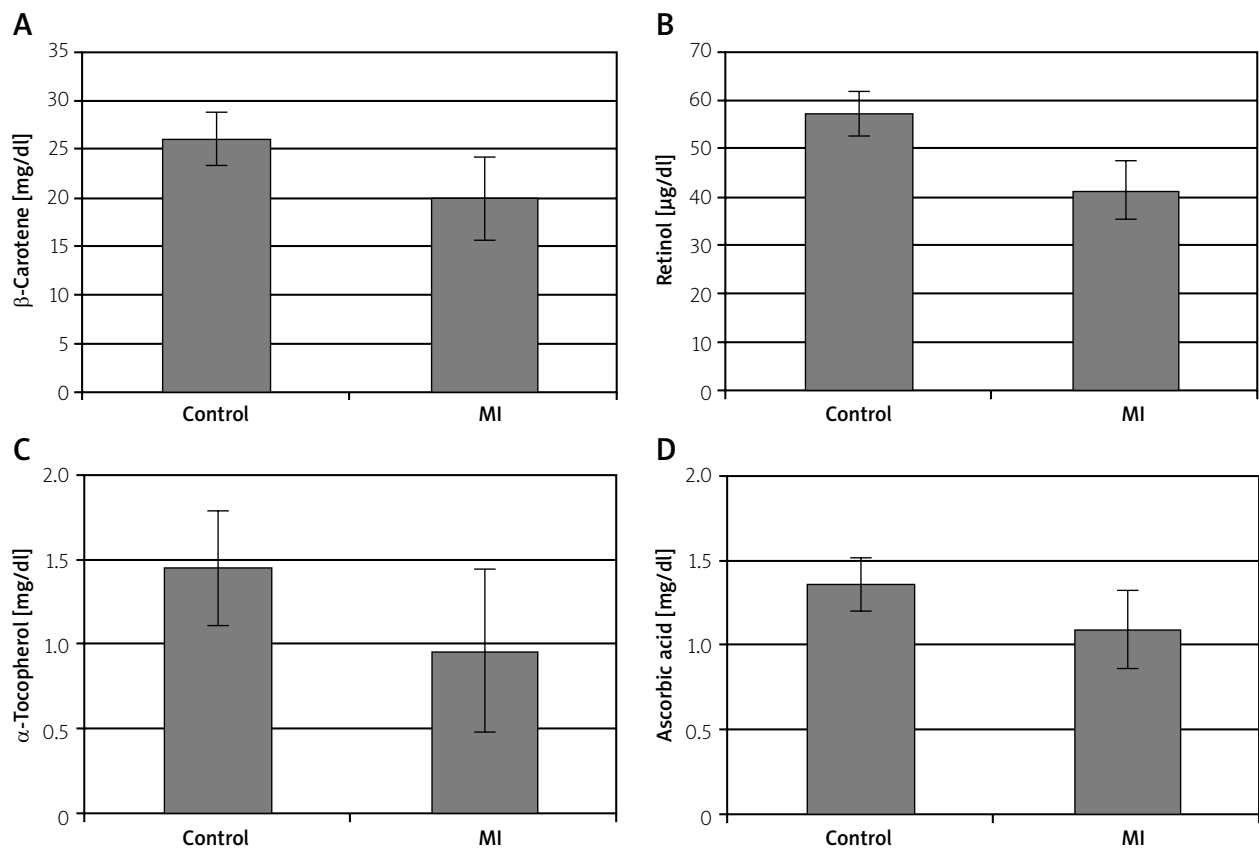 A
β-Carotene [mg/dl]
35
30
25
20
15
10
5
0
Control MI
B
Retinol [µg/dl]
70
60
50
40
30
20
10
0
Control MI
C
α-Tocopherol [mg/dl]
2.0
1.5
1.0
0.5
0
Control MI
D
Ascorbic acid [mg/dl]
2.0
1.5
1.0
0.5
0
Control MI